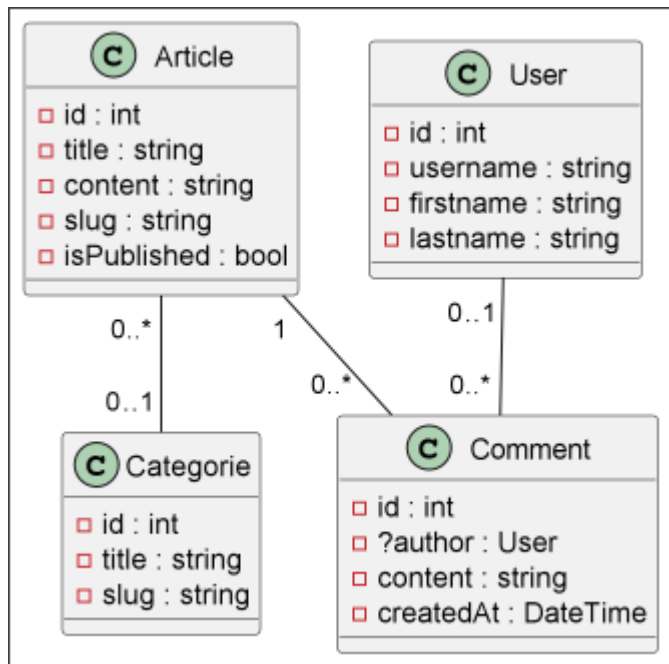 C Article
id : int
title : string
content : string
slug : string
isPublished : bool
C User
id : int
username : string
firstname : string
lastname : string
0..*
1
0..1
0..1
0..*
0..*
C Categorie
id : int
title : string
slug : string
C Comment
id : int
?author : User
content : string
createdAt : DateTime